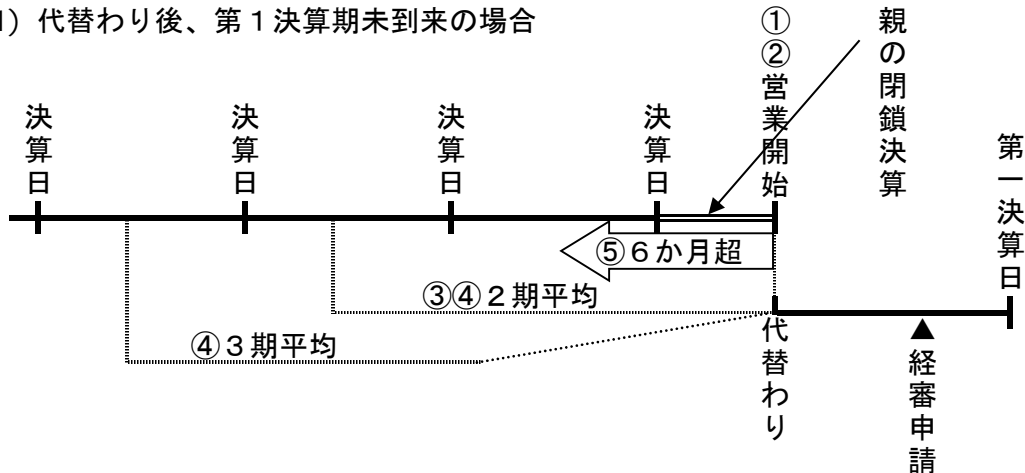 1) 代替わり後、第１決算期未到来の場合
決算日
決算日
決算日
決算日
①②営業開始
親の閉鎖決算
第一決算日
⑤６か月超
③④２期平均
④３期平均
代替わり
▲経審申請